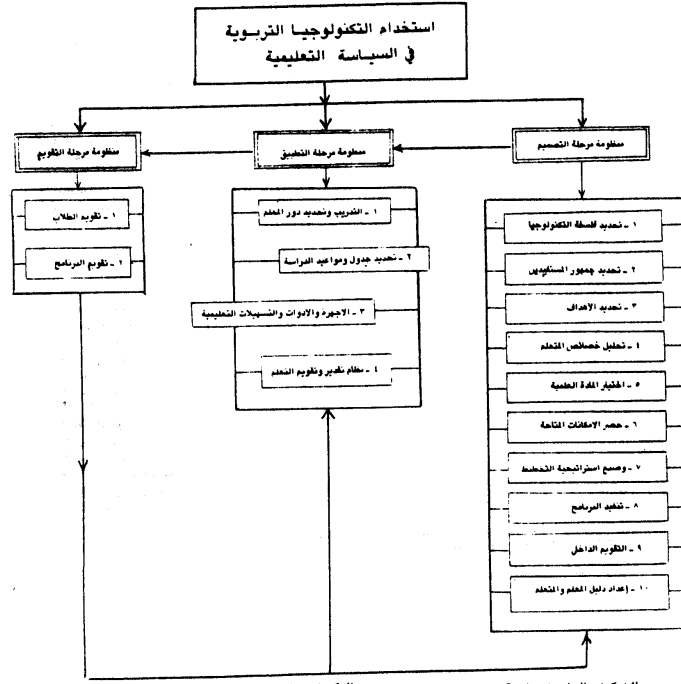 استخدام التكنولوجيا التربوية
في السياسة التعليمية
منظومة مرحلة التصميم
منظومة مرحلة التطبيق
منظومة مرحلة التقويم
١ - تحديد فلسفة التكنولوجيا
٢ - تحديد جمهور المستفيدين
٣ - تحديد الأهداف
٤ - تحليل خصائص المتعلم
٥ - اختيار المادة العلمية
٦ - حصر الامكانات المتاحة
٧ - وضع استراتيجية التخطيط
٨ - تنفيذ البرنامج
٩ - التقويم الداخل
١٠ - إعداد دليل المعلم والمتعلم
١ - التدريب وتحديد دور المعلم
٢ - تحديد جدول ومواعيد الدراسة
٣ - الاجهزة والادوات والتسهيلات التعليمية
٤ - نظام تقدير وتقويم المتعلم
١ - تقويم الطلاب
٢ - تقويم البرنامج